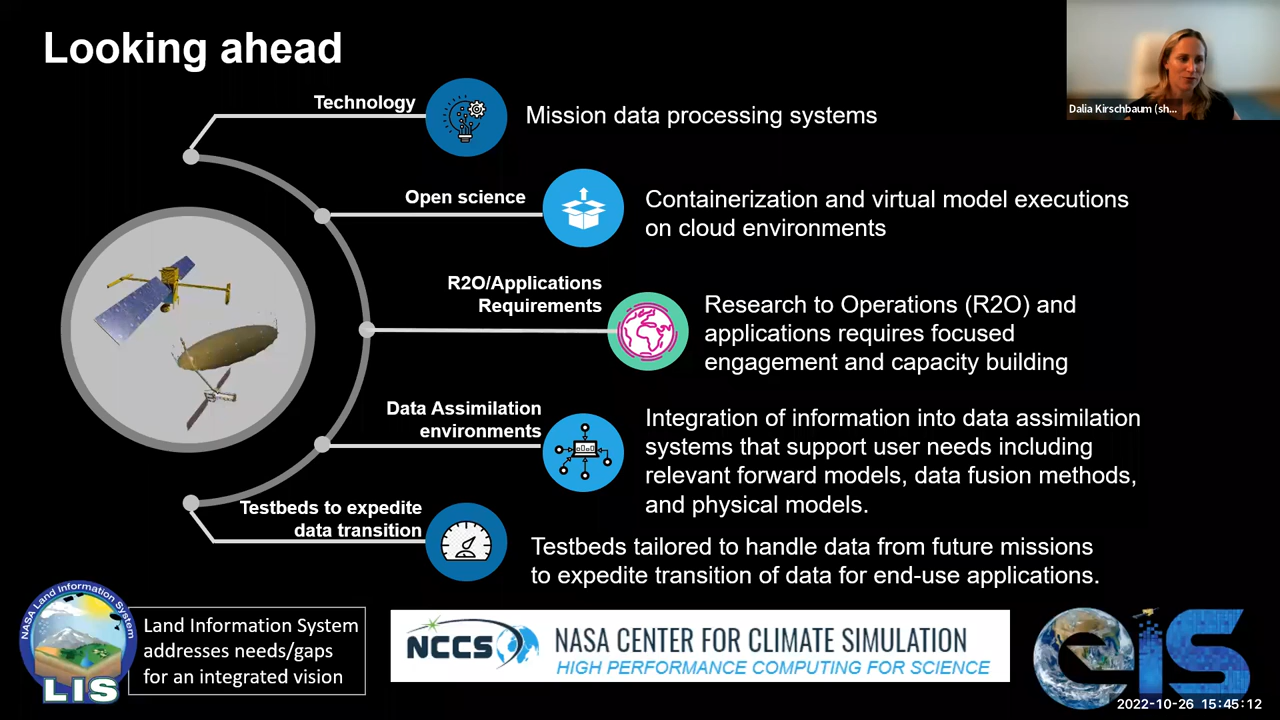 Looking ahead
Dalia Kirschbaum (sh...
Technology
Mission data processing systems
Open science
Containerization and virtual model executions
on cloud environments
R2O/Applications
Requirements
Research to Operations (R2O) and
applications requires focused
engagement and capacity building
Data Assimilation
environments
Integration of information into data assimilation
systems that support user needs including
relevant forward models, data fusion methods,
and physical models.
Testbeds to expedite
data transition
Testbeds tailored to handle data from future missions
to expedite transition of data for end-use applications.
NASA Land Information System
LIS
Land Information System
addresses needs/gaps
for an integrated vision
NCCS
NASA CENTER FOR CLIMATE SIMULATION
HIGH PERFORMANCE COMPUTING FOR SCIENCE
eis
2022-10-26 15:45:12